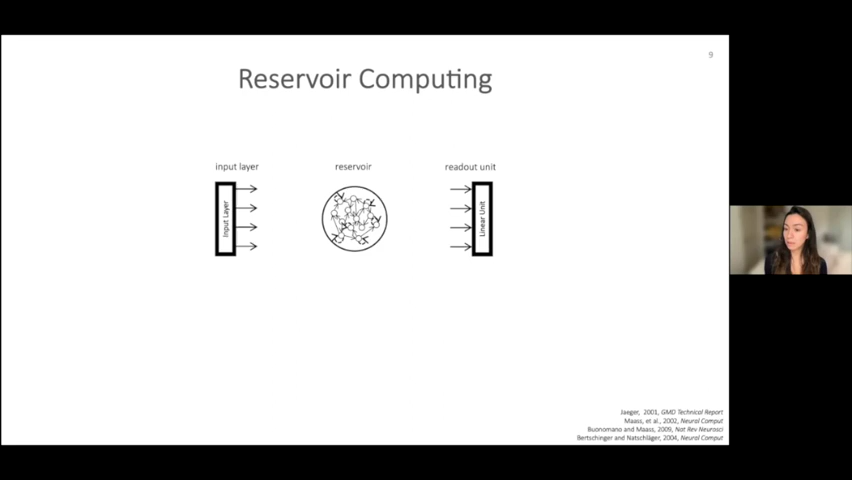 9
Reservoir Computing
input layer
reservoir
readout unit
Input Layer
Linear Unit
Jaeger, 2001, GMD Technical Report
Maass, et al., 2002, Neural Comput
Buonomano and Maass, 2009, Nat Rev Neurosci
Bertschinger and Natschläger, 2004, Neural Comput